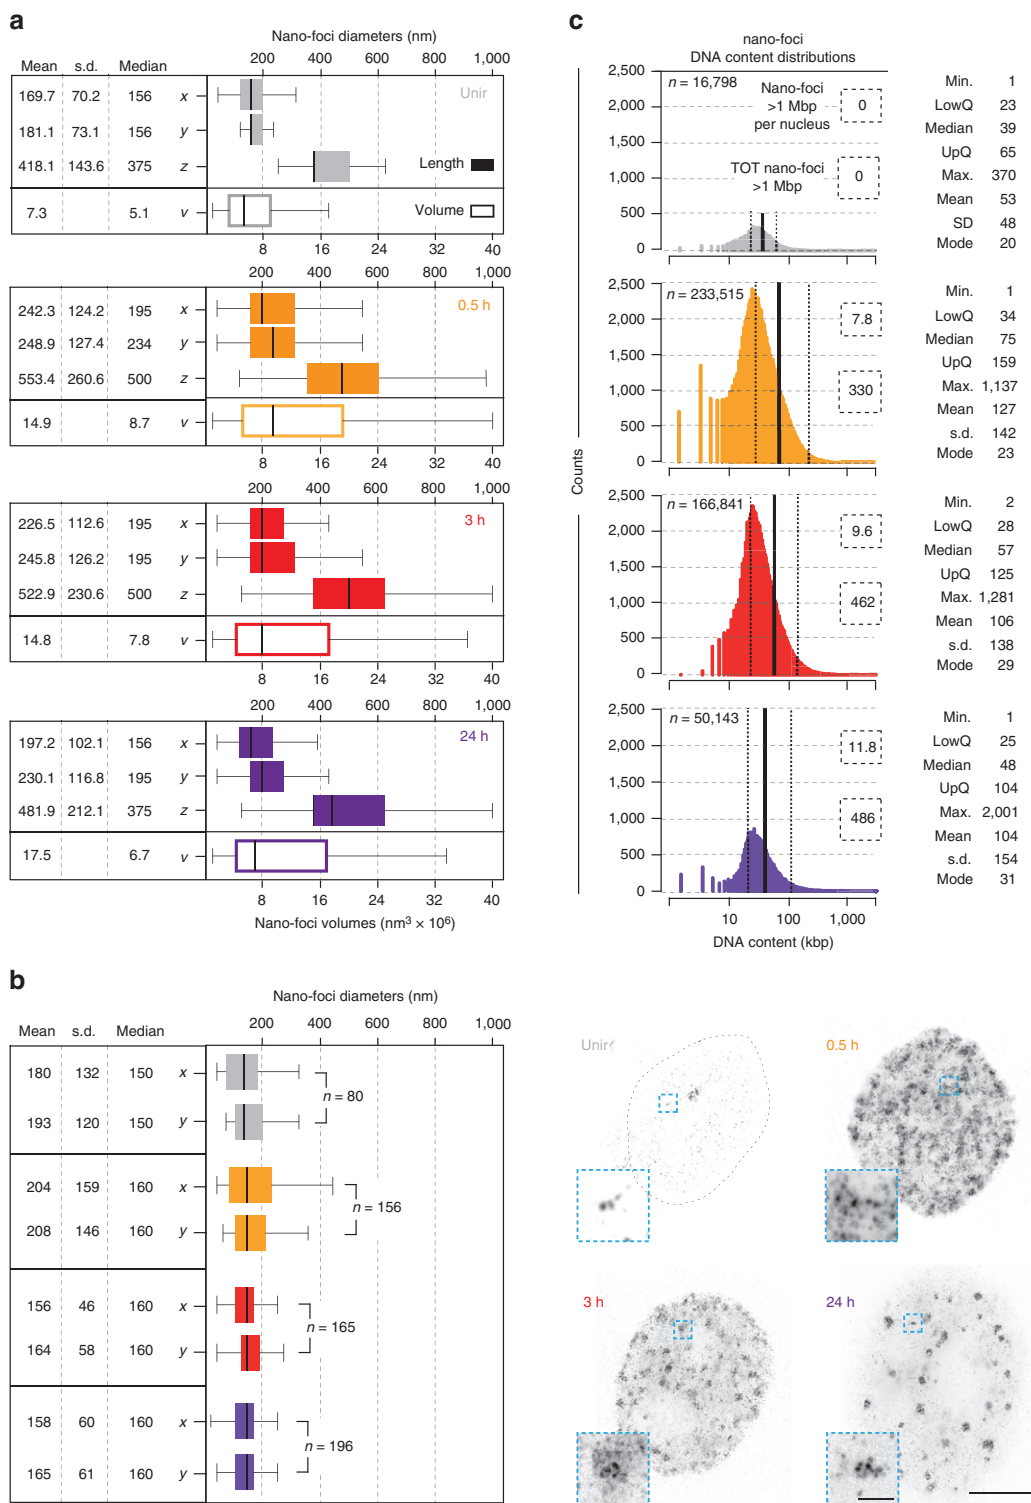 a
Nano-foci diameters (nm)
Mean s.d. Median
200 400 600 800 1,000
169.7 70.2 156 x
Unir
181.1 73.1 156 y
418.1 143.6 375 z
Length
7.3 5.1 v
Volume
8 16 24 32 40
200 400 600 800 1,000
242.3 124.2 195 x
0.5 h
248.9 127.4 234 y
553.4 260.6 500 z
14.9 8.7 v
8 16 24 32 40
200 400 600 800 1,000
226.5 112.6 195 x
3 h
245.8 126.2 195 y
522.9 230.6 500 z
14.8 7.8 v
8 16 24 32 40
200 400 600 800 1,000
197.2 102.1 156 x
24 h
230.1 116.8 195 y
481.9 212.1 375 z
17.5 6.7 v
8 16 24 32 40
Nano-foci volumes (nm³ × 10⁶)
c
nano-foci
DNA content distributions
Counts
2,500
2,000
1,500
1,000
500
0
n = 16,798
Nano-foci
>1 Mbp
per nucleus
0
TOT nano-foci
>1 Mbp
0
Min. 1
LowQ 23
Median 39
UpQ 65
Max. 370
Mean 53
SD 48
Mode 20
2,500
2,000
1,500
1,000
500
0
n = 233,515
7.8
330
Min. 1
LowQ 34
Median 75
UpQ 159
Max. 1,137
Mean 127
s.d. 142
Mode 23
2,500
2,000
1,500
1,000
500
0
n = 166,841
9.6
462
Min. 2
LowQ 28
Median 57
UpQ 125
Max. 1,281
Mean 106
s.d. 138
Mode 29
2,500
2,000
1,500
1,000
500
0
n = 50,143
11.8
486
Min. 1
LowQ 25
Median 48
UpQ 104
Max. 2,001
Mean 104
s.d. 154
Mode 31
10 100 1,000
DNA content (kbp)
b
Nano-foci diameters (nm)
Mean s.d. Median
200 400 600 800 1,000
180 132 150 x
n = 80
193 120 150 y
204 159 160 x
n = 156
208 146 160 y
156 46 160 x
n = 165
164 58 160 y
158 60 160 x
n = 196
165 61 160 y
Unir
0.5 h
3 h
24 h